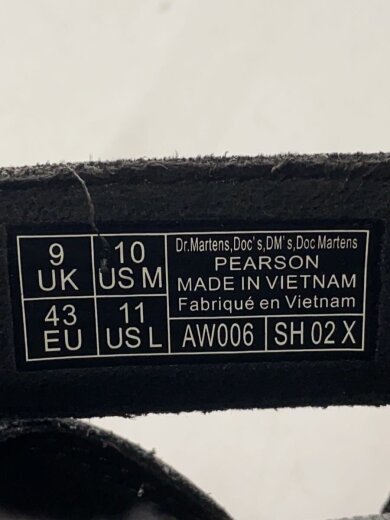 9 UK
10 US M
43 EU
11 US L
Dr.Martens,Doc's,DM's,Doc Martens
PEARSON
MADE IN VIETNAM
Fabriqué en Vietnam
AW006
SH 02 X